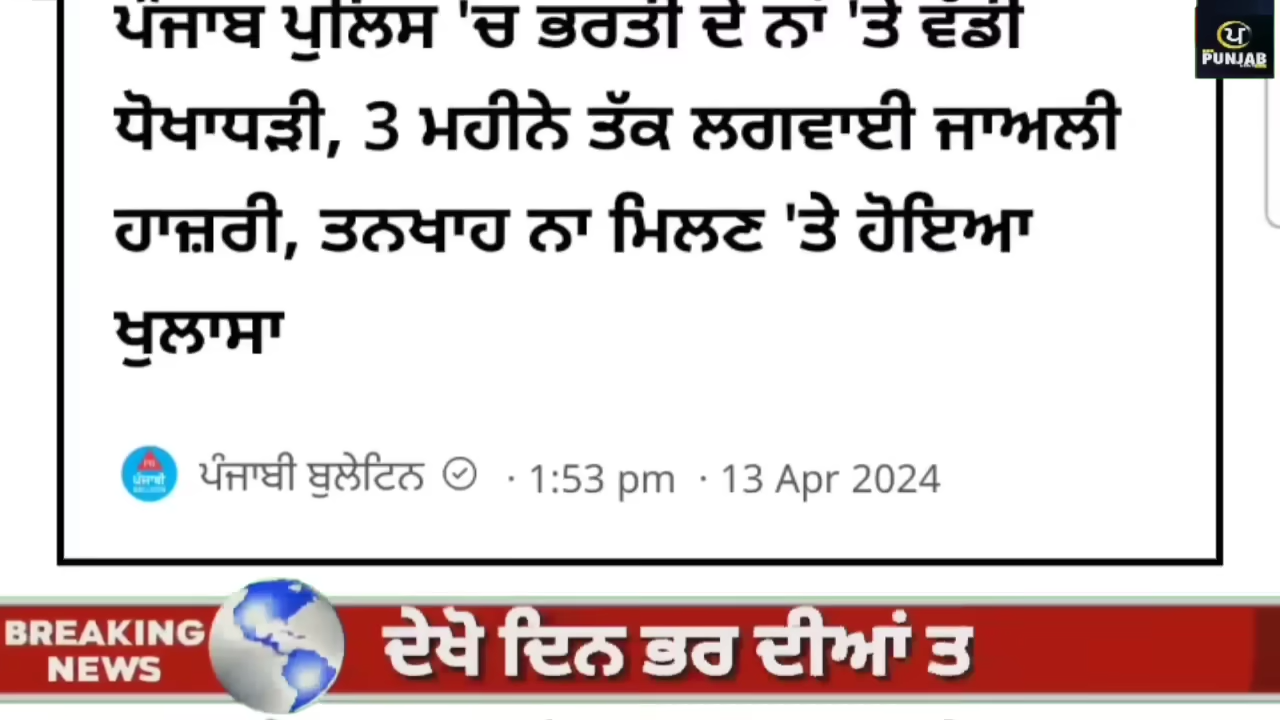 ਪੰਜਾਬ ਪੁਲਿਸ 'ਚ ਭਰਤੀ ਦੇ ਨਾਂ 'ਤੇ ਵੱਡੀ
ਧੋਖਾਧੜੀ, 3 ਮਹੀਨੇ ਤੱਕ ਲਗਵਾਈ ਜਾਅਲੀ
ਹਾਜ਼ਰੀ, ਤਨਖਾਹ ਨਾ ਮਿਲਣ 'ਤੇ ਹੋਇਆ
ਖੁਲਾਸਾ
ਪੰਜਾਬੀ
ਪੰਜਾਬੀ ਬੁਲੇਟਿਨ · 1:53 pm · 13 Apr 2024
ਪ
PUNJAB
BREAKING
NEWS
ਦੇਖੋ ਦਿਨ ਭਰ ਦੀਆਂ ਤ